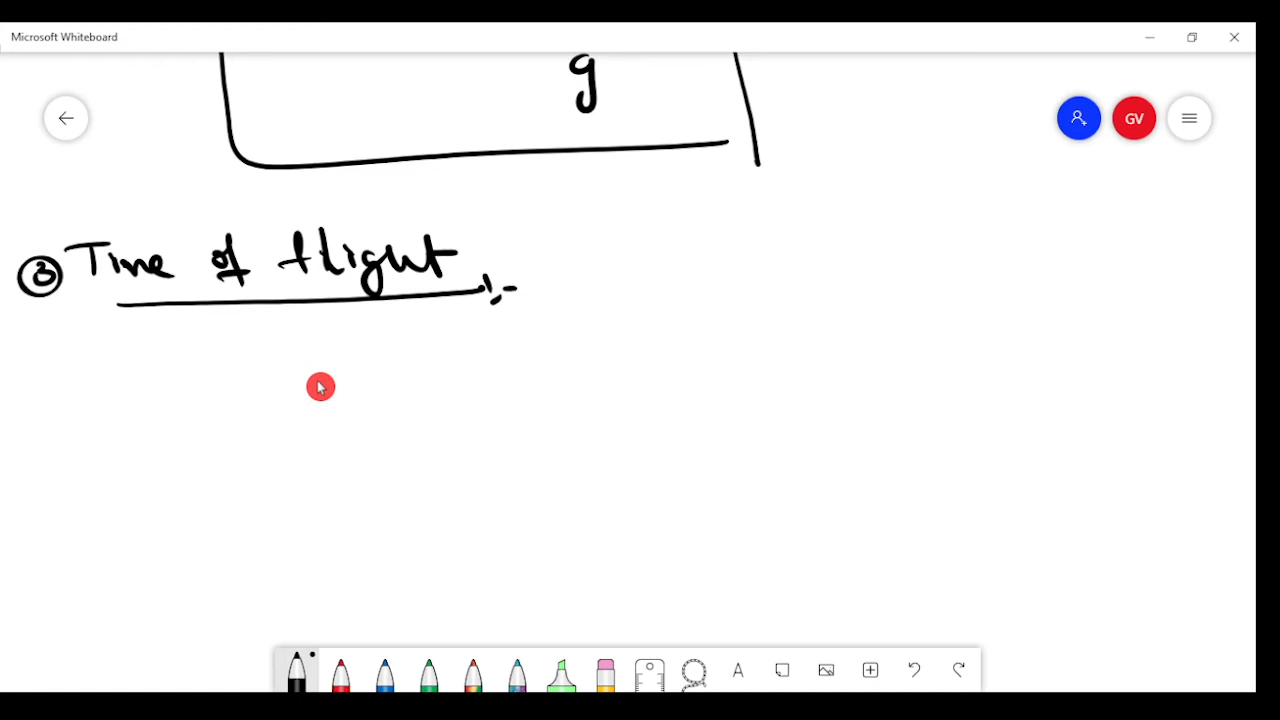 Microsoft Whiteboard
g
GV
③ Time of flight :-
A